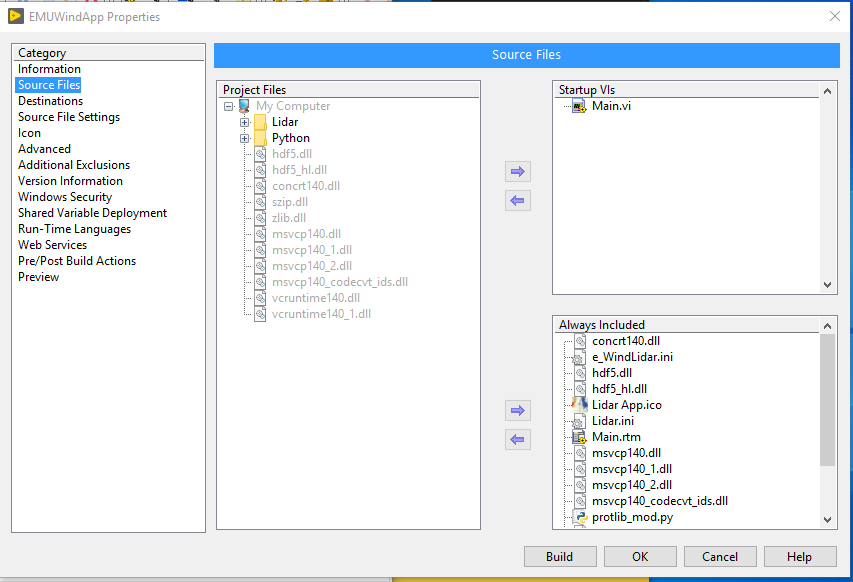 EMUWindApp Properties
Category
Information
Source Files
Destinations
Source File Settings
Icon
Advanced
Additional Exclusions
Version Information
Windows Security
Shared Variable Deployment
Run-Time Languages
Web Services
Pre/Post Build Actions
Preview
Source Files
Project Files
My Computer
Lidar
Python
hdf5.dll
hdf5_hl.dll
concrt140.dll
szip.dll
zlib.dll
msvcp140.dll
msvcp140_1.dll
msvcp140_2.dll
msvcp140_codecvt_ids.dll
vcruntime140.dll
vcruntime140_1.dll
Startup VIs
Main.vi
Always Included
concrt140.dll
e_WindLidar.ini
hdf5.dll
hdf5_hl.dll
Lidar App.ico
Lidar.ini
Main.rtm
msvcp140.dll
msvcp140_1.dll
msvcp140_2.dll
msvcp140_codecvt_ids.dll
protlib_mod.py
Build
OK
Cancel
Help